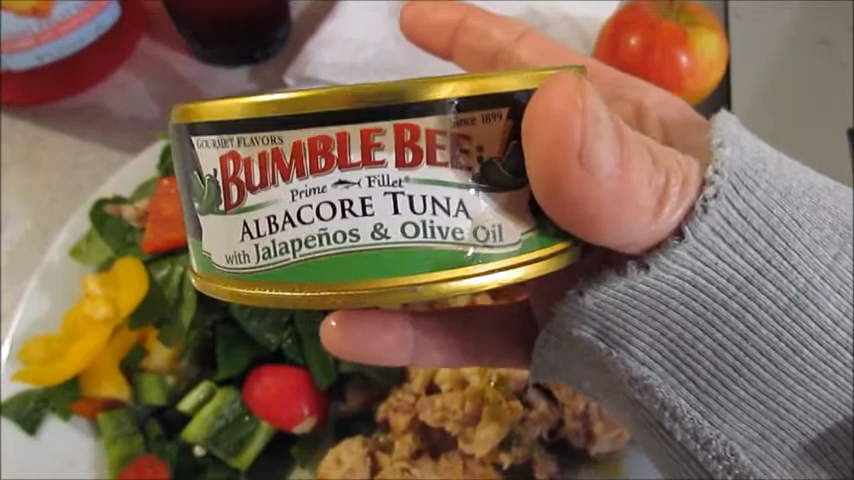 GOURMET FLAVORS
Since 1899
BUMBLE BEE
Prime Fillet®
ALBACORE TUNA
with Jalapeños & Olive Oil